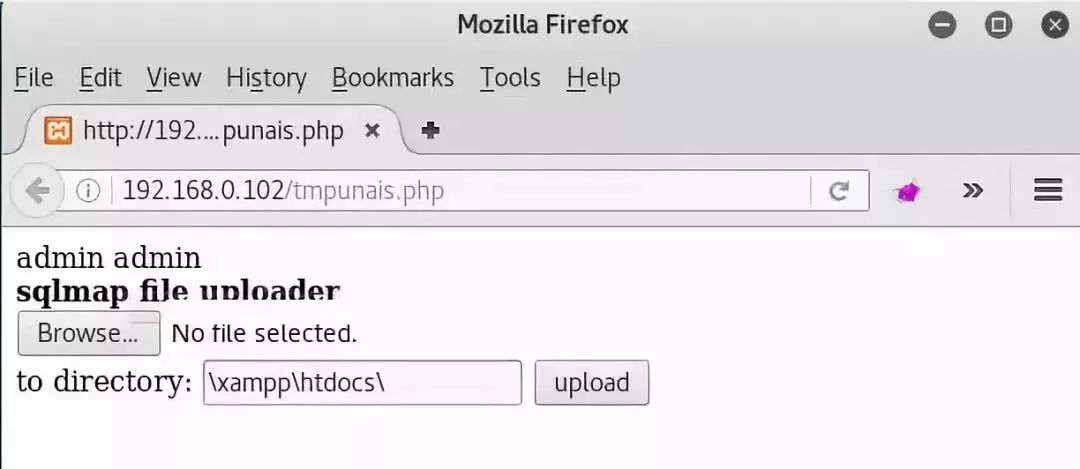 Mozilla Firefox
File Edit View History Bookmarks Tools Help
http://192.... punais.php
192.168.0.102/tmpunais.php
admin admin
sqlmap file uploader
Browse... No file selected.
to directory: \xampp\htdocs\ upload